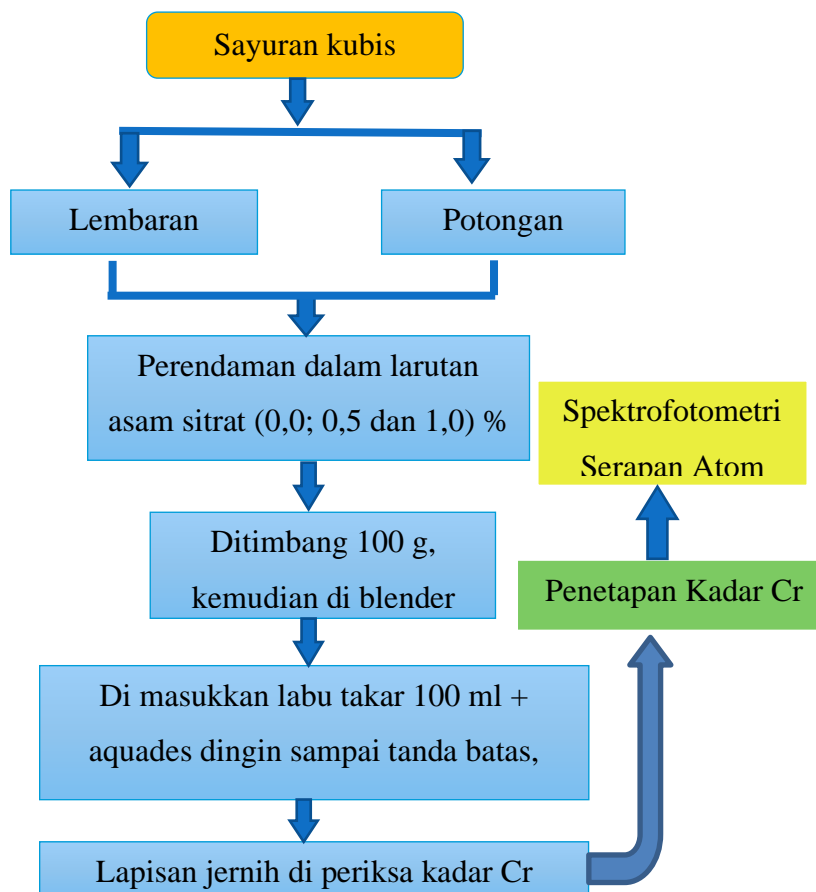 Sayuran kubis
Lembaran
Potongan
Perendaman dalam larutan
asam sitrat (0,0; 0,5 dan 1,0) %
Ditimbang 100 g,
kemudian di blender
Di masukkan labu takar 100 ml +
aquades dingin sampai tanda batas,
Lapisan jernih di periksa kadar Cr
Penetapan Kadar Cr
Spektrofotometri
Serapan Atom